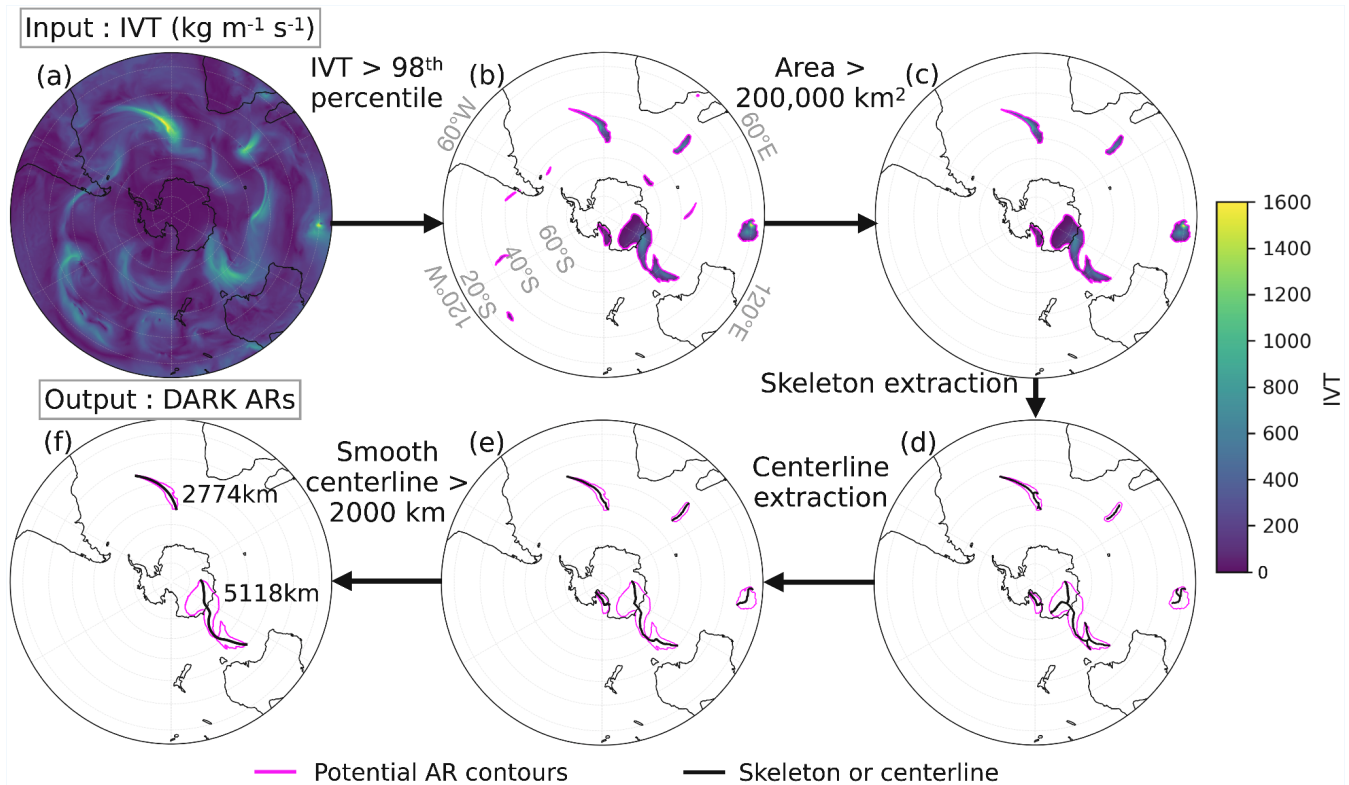 Input : IVT (kg m⁻¹ s⁻¹)
(a)
IVT > 98ᵗʰ
percentile
(b)
Area >
200,000 km²
(c)
60°W
60°E
60°S
40°S
20°S
120°W
120°E
1600
1400
1200
1000
800
600
400
200
0
IVT
Skeleton extraction
Output : DARK ARs
(f)
2774km
5118km
Smooth
centerline >
2000 km
(e)
Centerline
extraction
(d)
Potential AR contours
Skeleton or centerline